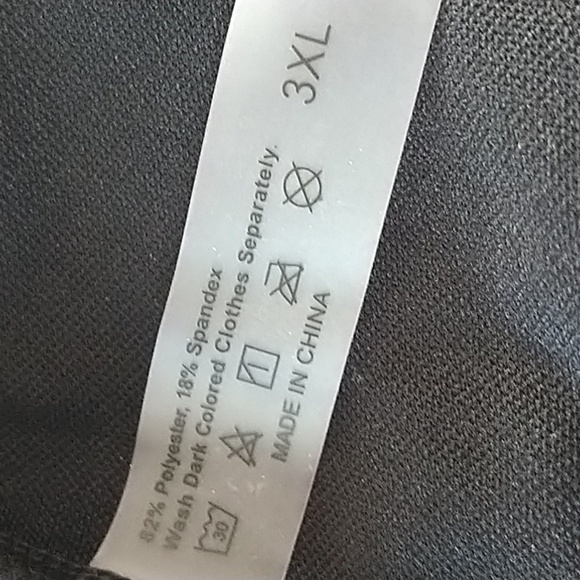 3XL
82% Polyester, 18% Spandex
Wash Dark Colored Clothes Separately.
30
MADE IN CHINA